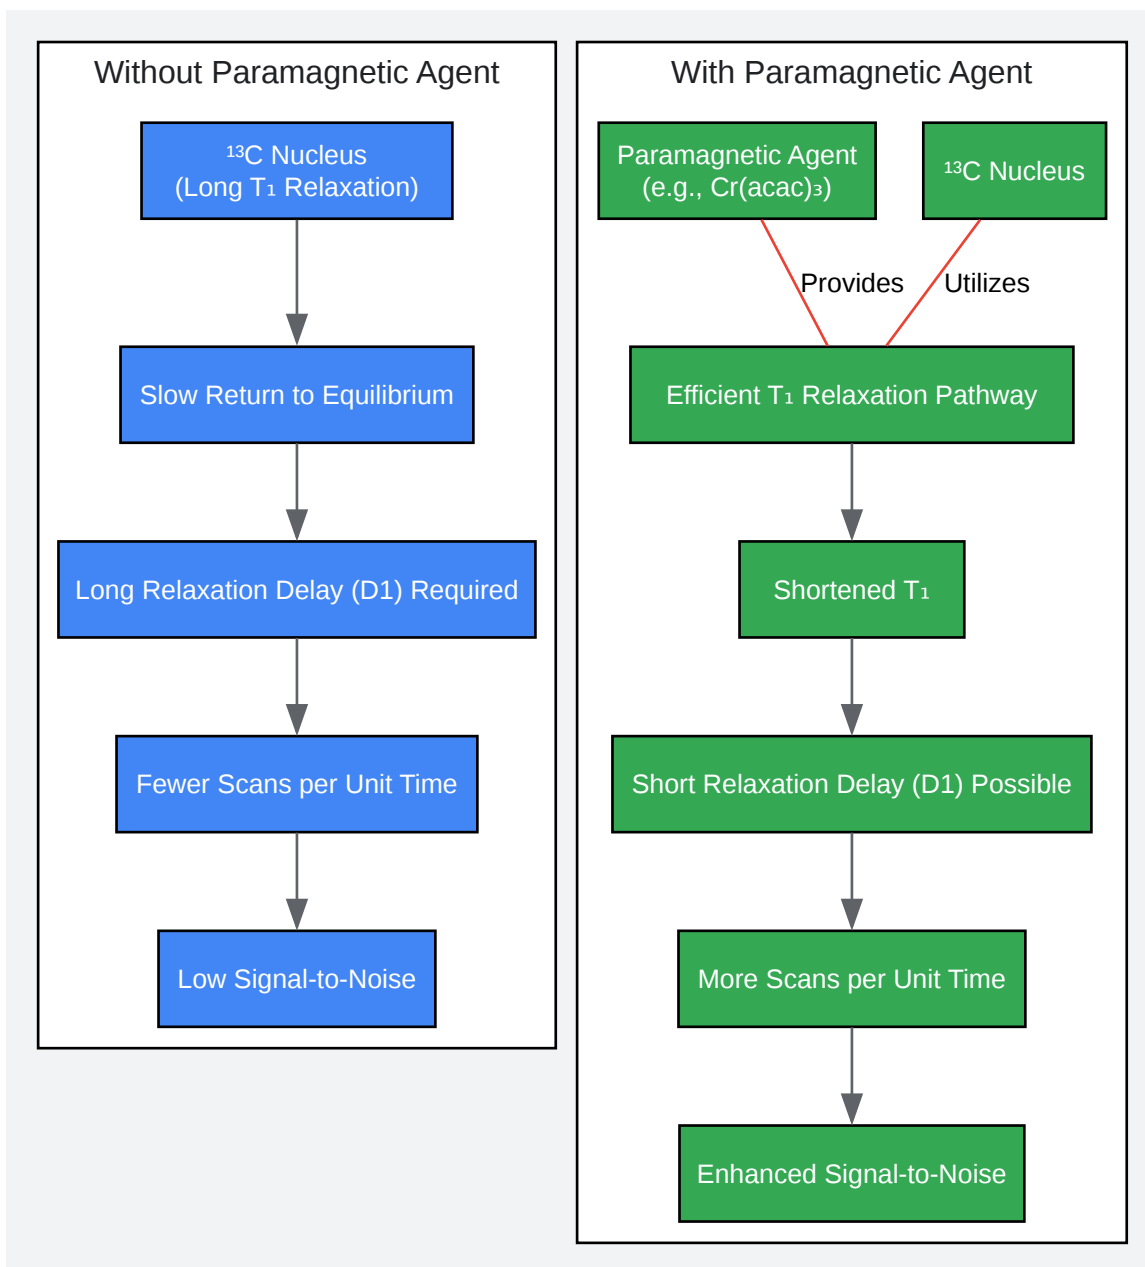 Without Paramagnetic Agent
¹³C Nucleus
(Long T₁ Relaxation)
Slow Return to Equilibrium
Long Relaxation Delay (D1) Required
Fewer Scans per Unit Time
Low Signal-to-Noise
With Paramagnetic Agent
Paramagnetic Agent
(e.g., Cr(acac)₃)
¹³C Nucleus
Provides
Utilizes
Efficient T₁ Relaxation Pathway
Shortened T₁
Short Relaxation Delay (D1) Possible
More Scans per Unit Time
Enhanced Signal-to-Noise